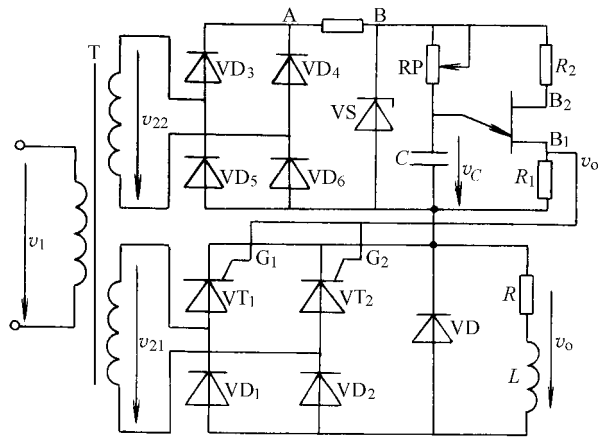 A B
T
VD3 VD4
RP
R2
v22
VS
B2
B1
C
vC
vo
VD5 VD6
R1
v1
G1 G2
VT1 VT2
R
v21
VD
vo
L
VD1 VD2